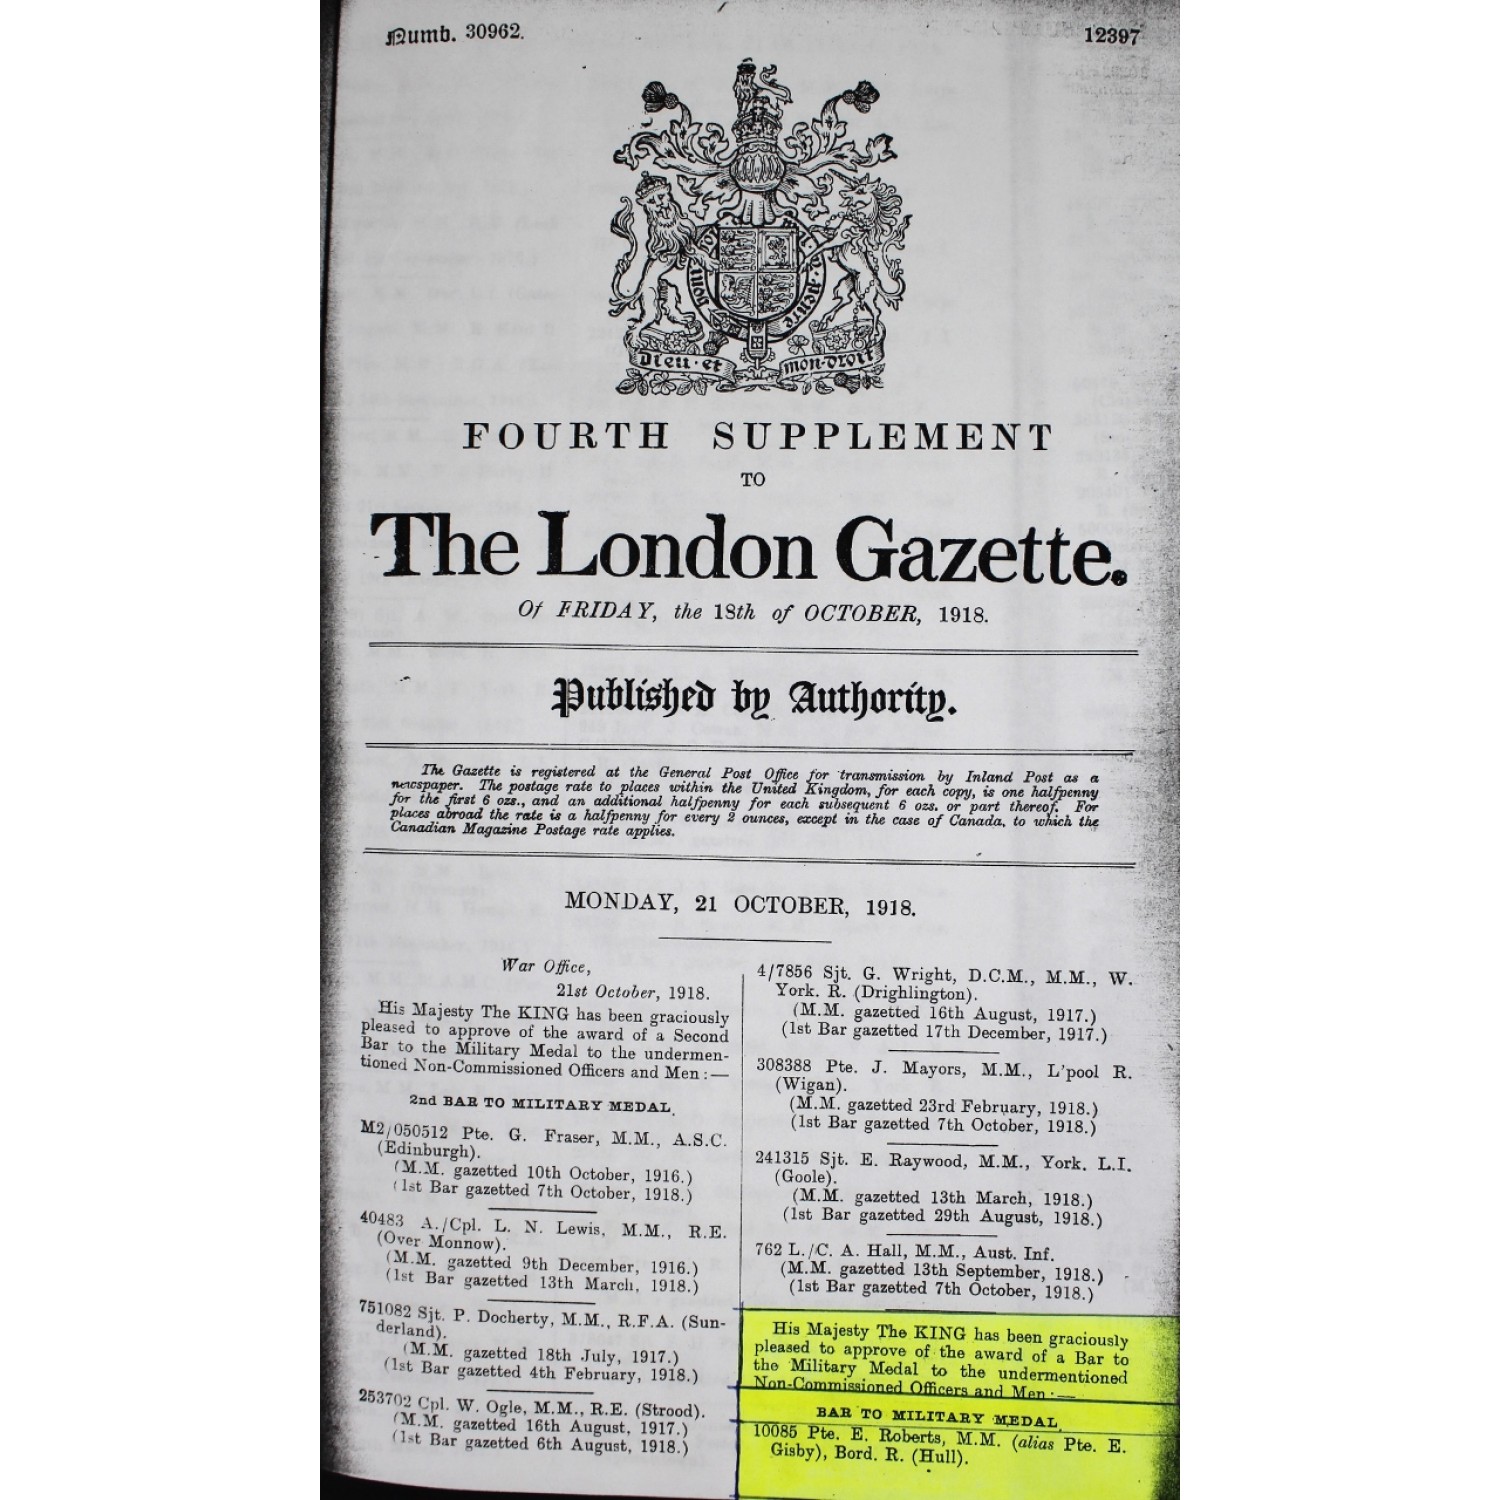 Numb. 30962.
12397
HONI SOIT QUI MAL Y PENSE
Dieu·et mon·droit
FOURTH SUPPLEMENT
TO
The London Gazette.
Of FRIDAY, the 18th of OCTOBER, 1918.
Published by Authority.
The Gazette is registered at the General Post Office for transmission by Inland Post as a
newspaper. The postage rate to places within the United Kingdom, for each copy, is one halfpenny
for the first 6 ozs., and an additional halfpenny for each subsequent 6 ozs. or part thereof. For
places abroad the rate is a halfpenny for every 2 ounces, except in the case of Canada, to which the
Canadian Magazine Postage rate applies.
MONDAY, 21 OCTOBER, 1918.
War Office,
21st October, 1918.
His Majesty The KING has been graciously
pleased to approve of the award of a Second
Bar to the Military Medal to the undermen-
tioned Non-Commissioned Officers and Men:—
2nd BAR TO MILITARY MEDAL.
M2/050512 Pte. G. Fraser, M.M., A.S.C.
(Edinburgh).
(M.M. gazetted 10th October, 1916.)
(1st Bar gazetted 7th October, 1918.)
40483 A./Cpl. L. N. Lewis, M.M., R.E.
(Over Monnow).
(M.M. gazetted 9th December, 1916.)
(1st Bar gazetted 13th March, 1918.)
751082 Sjt. P. Docherty, M.M., R.F.A. (Sun-
derland).
(M.M. gazetted 18th July, 1917.)
(1st Bar gazetted 4th February, 1918.)
253702 Cpl. W. Ogle, M.M., R.E. (Strood).
(M.M. gazetted 16th August, 1917.)
(1st Bar gazetted 6th August, 1918.)
4/7856 Sjt. G. Wright, D.C.M., M.M., W.
York. R. (Drighlington).
(M.M. gazetted 16th August, 1917.)
(1st Bar gazetted 17th December, 1917.)
308388 Pte. J. Mayors, M.M., L'pool R.
(Wigan).
(M.M. gazetted 23rd February, 1918.)
(1st Bar gazetted 7th October, 1918.)
241315 Sjt. E. Raywood, M.M., York. L.I.
(Goole).
(M.M. gazetted 13th March, 1918.)
(1st Bar gazetted 29th August, 1918.)
762 L./C. A. Hall, M.M., Aust. Inf.
(M.M. gazetted 13th September, 1918.)
(1st Bar gazetted 7th October, 1918.)
His Majesty The KING has been graciously
pleased to approve of the award of a Bar to
the Military Medal to the undermentioned
Non-Commissioned Officers and Men:—
BAR TO MILITARY MEDAL.
10085 Pte. E. Roberts, M.M. (alias Pte. E.
Gisby), Bord. R. (Hull).